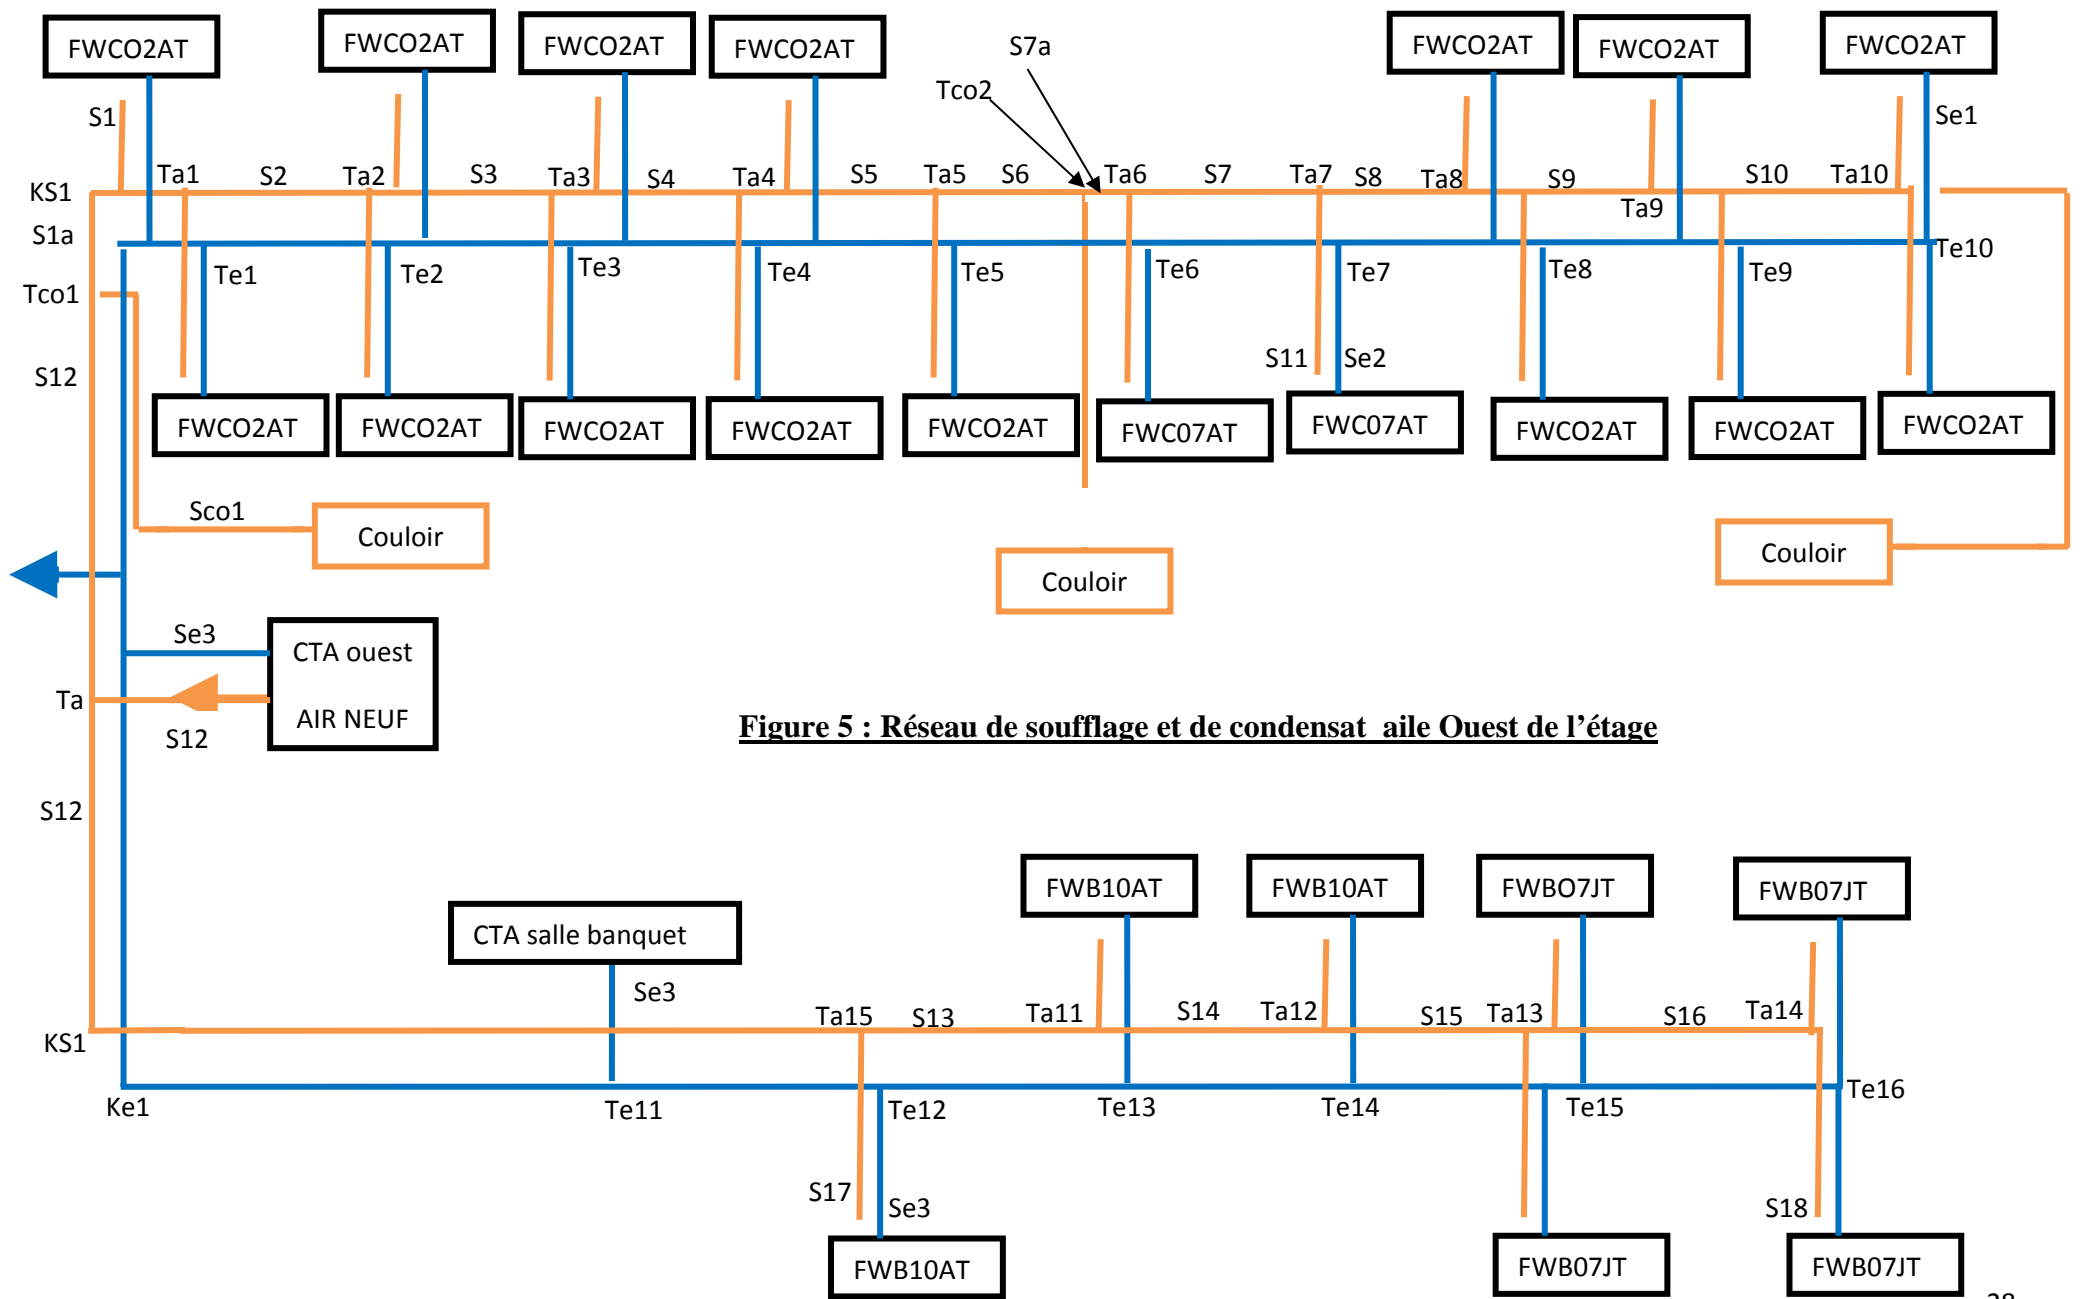 FWCO2AT FWCO2AT FWCO2AT FWCO2AT S7a FWCO2AT FWCO2AT FWCO2AT
Tco2
S1 Se1
Ta1 S2 Ta2 S3 Ta3 S4 Ta4 S5 Ta5 S6 Ta6 S7 Ta7 S8 Ta8 S9 S10 Ta10
KS1
Ta9
S1a
Te1 Te2 Te3 Te4 Te5 Te6 Te7 Te8 Te9 Te10
Tco1
S12 S11 Se2
FWCO2AT FWCO2AT FWCO2AT FWCO2AT FWCO2AT FWC07AT FWC07AT FWCO2AT FWCO2AT FWCO2AT
Sco1
Couloir Couloir Couloir
Se3
CTA ouest
Ta
AIR NEUF
S12
Figure 5 : Réseau de soufflage et de condensat aile Ouest de l’étage
S12
FWB10AT FWB10AT FWBO7JT FWB07JT
CTA salle banquet
Se3
Ta15 S13 Ta11 S14 Ta12 S15 Ta13 S16 Ta14
KS1
Ke1 Te11 Te12 Te13 Te14 Te15 Te16
S17 Se3 S18
FWB10AT FWB07JT FWB07JT